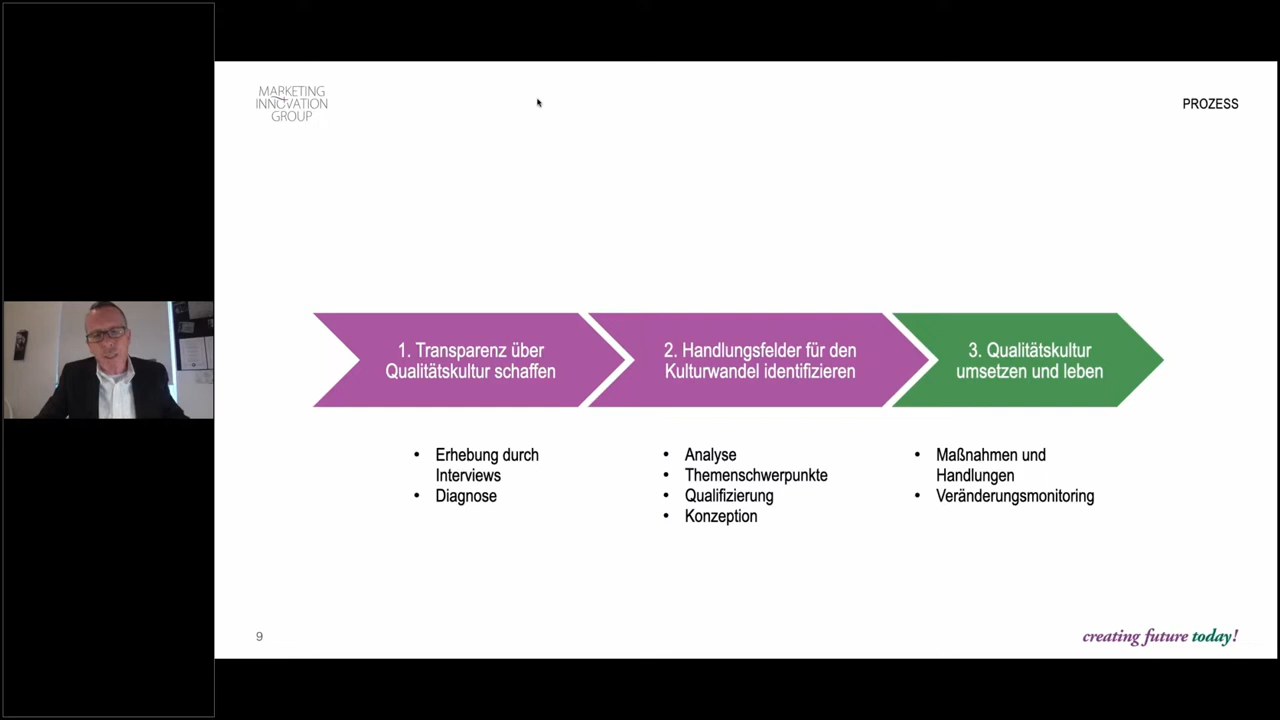 MARKETING
INNOVATION
GROUP
PROZESS
1. Transparenz über
Qualitätskultur schaffen
2. Handlungsfelder für den
Kulturwandel identifizieren
3. Qualitätskultur
umsetzen und leben
• Erhebung durch
Interviews
• Diagnose
• Analyse
• Themenschwerpunkte
• Qualifizierung
• Konzeption
• Maßnahmen und
Handlungen
• Veränderungsmonitoring
9
creating future today!